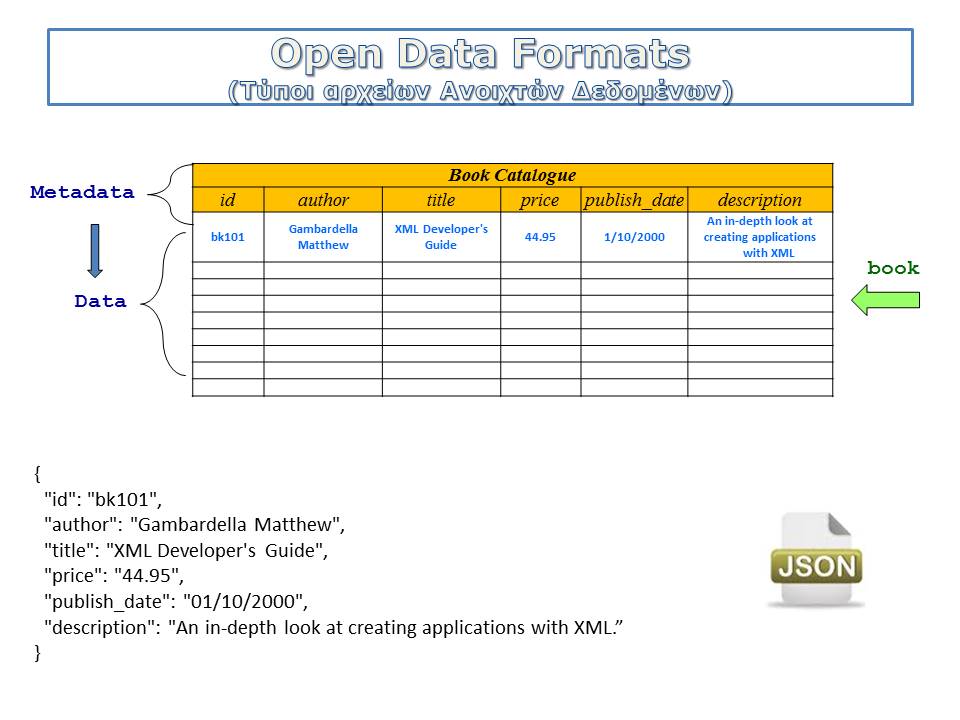 Open Data Formats
(Τύποι αρχείων Ανοιχτών Δεδομένων)
Metadata
Data
Book Catalogue
id author title price publish_date description
bk101 Gambardella Matthew XML Developer's Guide 44.95 1/10/2000 An in-depth look at creating applications with XML
book
{
"id": "bk101",
"author": "Gambardella Matthew",
"title": "XML Developer's Guide",
"price": "44.95",
"publish_date": "01/10/2000",
"description": "An in-depth look at creating applications with XML.”
}
JSON